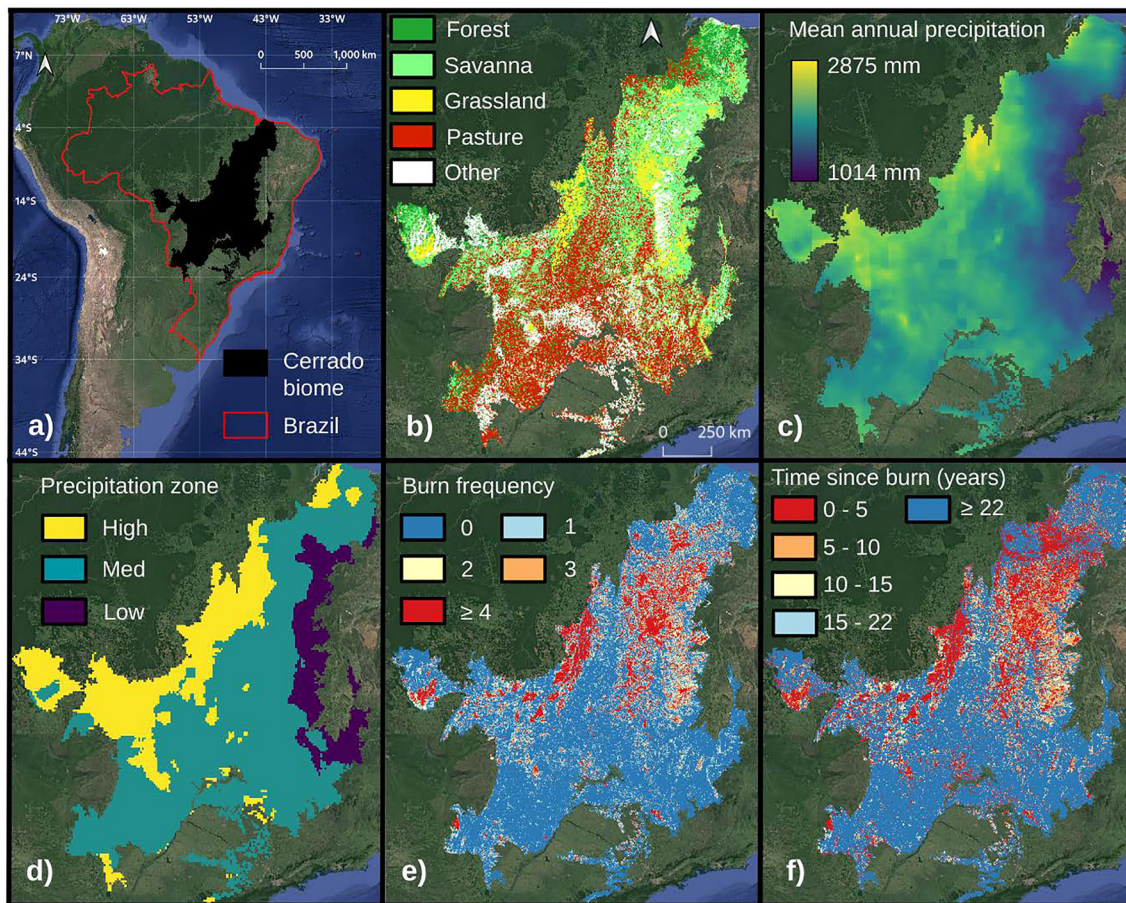 73°W 63°W 53°W 43°W 33°W
0 500 1,000 km
7°N
4°S
14°S
24°S
34°S
44°S
Cerrado
biome
Brazil
a)
Forest
Savanna
Grassland
Pasture
Other
0 250 km
b)
Mean annual precipitation
2875 mm
1014 mm
c)
Precipitation zone
High
Med
Low
d)
Burn frequency
0 1
2 3
≥ 4
e)
Time since burn (years)
0 - 5 ≥ 22
5 - 10
10 - 15
15 - 22
f)